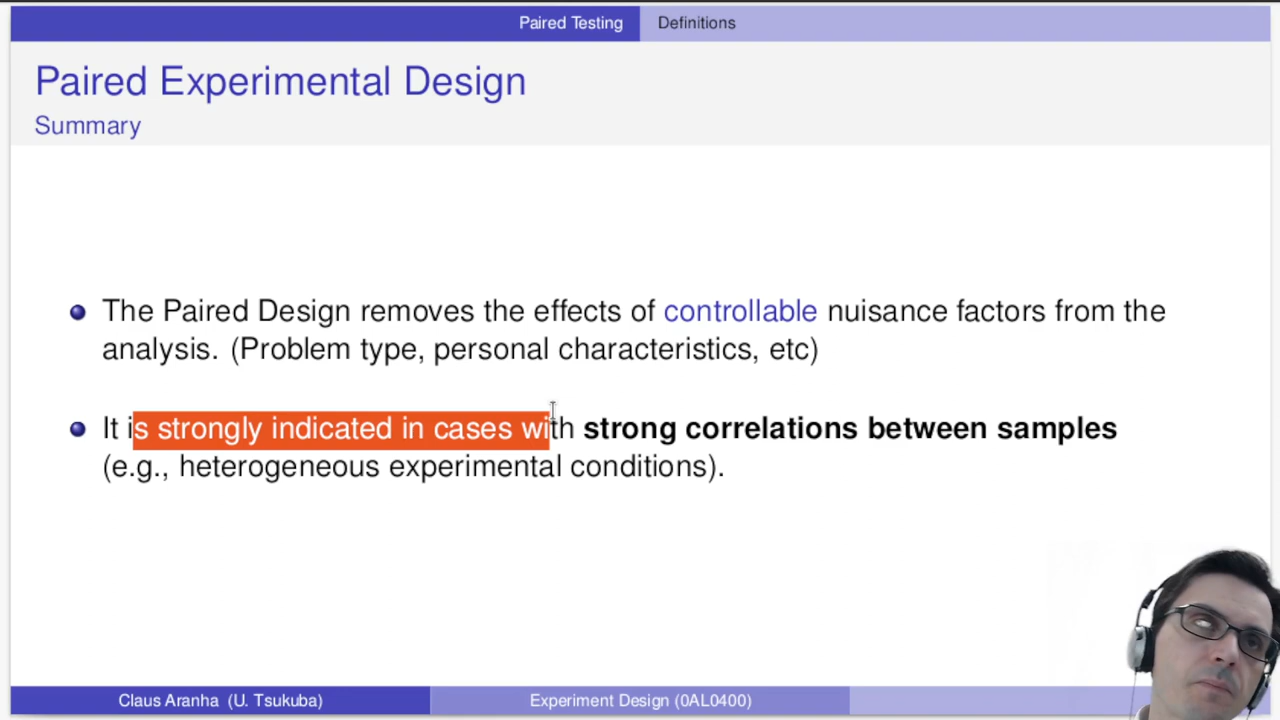 Paired Testing Definitions
Paired Experimental Design
Summary
The Paired Design removes the effects of controllable nuisance factors from the
analysis. (Problem type, personal characteristics, etc)
It is strongly indicated in cases with strong correlations between samples
(e.g., heterogeneous experimental conditions).
Claus Aranha (U. Tsukuba) Experiment Design (0AL0400)